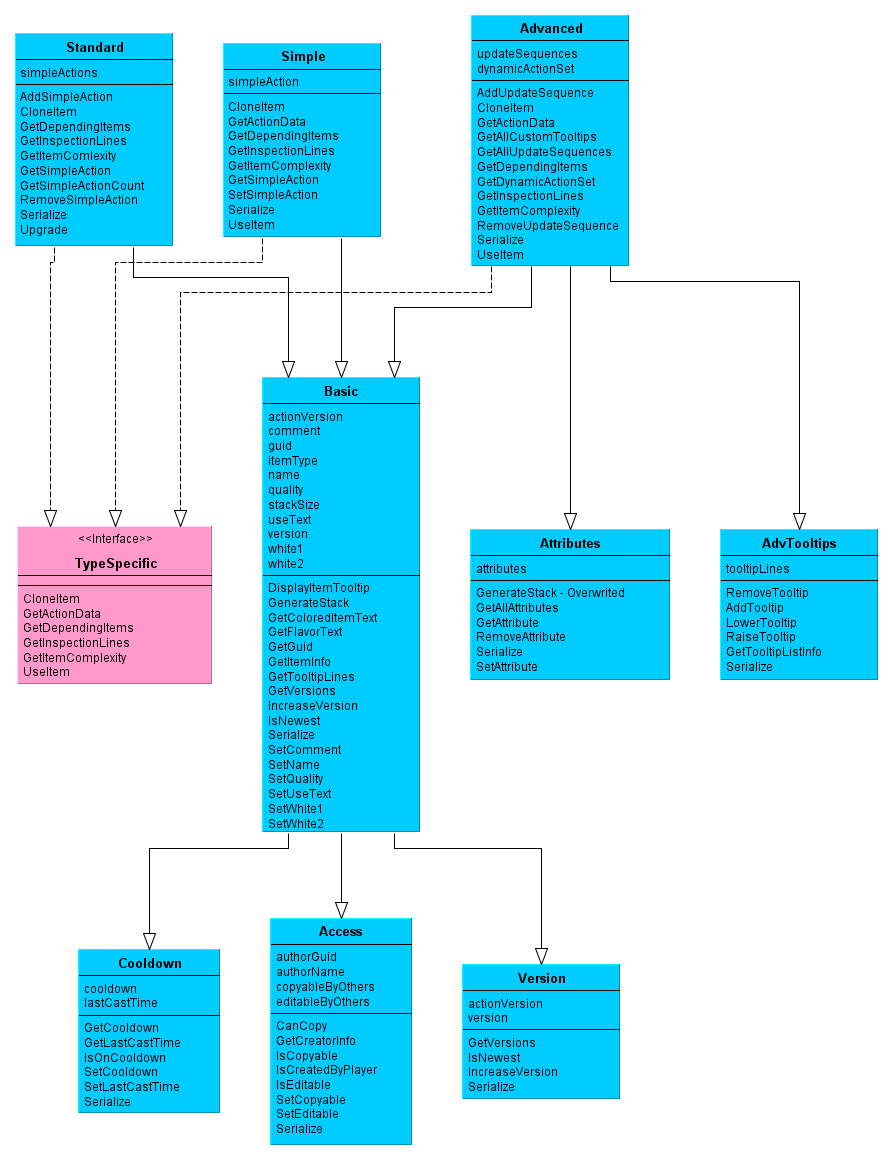 Standard
simpleActions
AddSimpleAction
CloneItem
GetDependingItems
GetInspectionLines
GetItemComlexity
GetSimpleAction
GetSimpleActionCount
RemoveSimpleAction
Serialize
Upgrade
Simple
simpleAction
CloneItem
GetActionData
GetDependingItems
GetInspectionLines
GetItemComplexity
GetSimpleAction
SetSimpleAction
Serialize
UseItem
Advanced
updateSequences
dynamicActionSet
AddUpdateSequence
CloneItem
GetActionData
GetAllCustomTooltips
GetAllUpdateSequences
GetDependingItems
GetDynamicActionSet
GetInspectionLines
GetItemComplexity
RemoveUpdateSequence
Serialize
UseItem
Basic
actionVersion
comment
guid
itemType
name
quality
stackSize
useText
version
white1
white2
DisplayItemTooltip
GenerateStack
GetColoredItemText
GetFlavorText
GetGuid
GetItemInfo
GetTooltipLines
GetVersions
IncreaseVersion
IsNewest
Serialize
SetComment
SetName
SetQuality
SetUseText
SetWhite1
SetWhite2
<<Interface>>
TypeSpecific
CloneItem
GetActionData
GetDependingItems
GetInspectionLines
GetItemComplexity
UseItem
Attributes
attributes
GenerateStack - Overwrited
GetAllAttributes
GetAttribute
RemoveAttribute
Serialize
SetAttribute
AdvTooltips
tooltipLines
RemoveTooltip
AddTooltip
LowerTooltip
RaiseTooltip
GetTooltipListInfo
Serialize
Cooldown
cooldown
lastCastTime
GetCooldown
GetLastCastTime
IsOnCooldown
SetCooldown
SetLastCastTime
Serialize
Access
authorGuid
authorName
copyableByOthers
editableByOthers
CanCopy
GetCreatorInfo
IsCopyable
IsCreatedByPlayer
IsEditable
SetCopyable
SetEditable
Serialize
Version
actionVersion
version
GetVersions
IsNewest
IncreaseVersion
Serialize